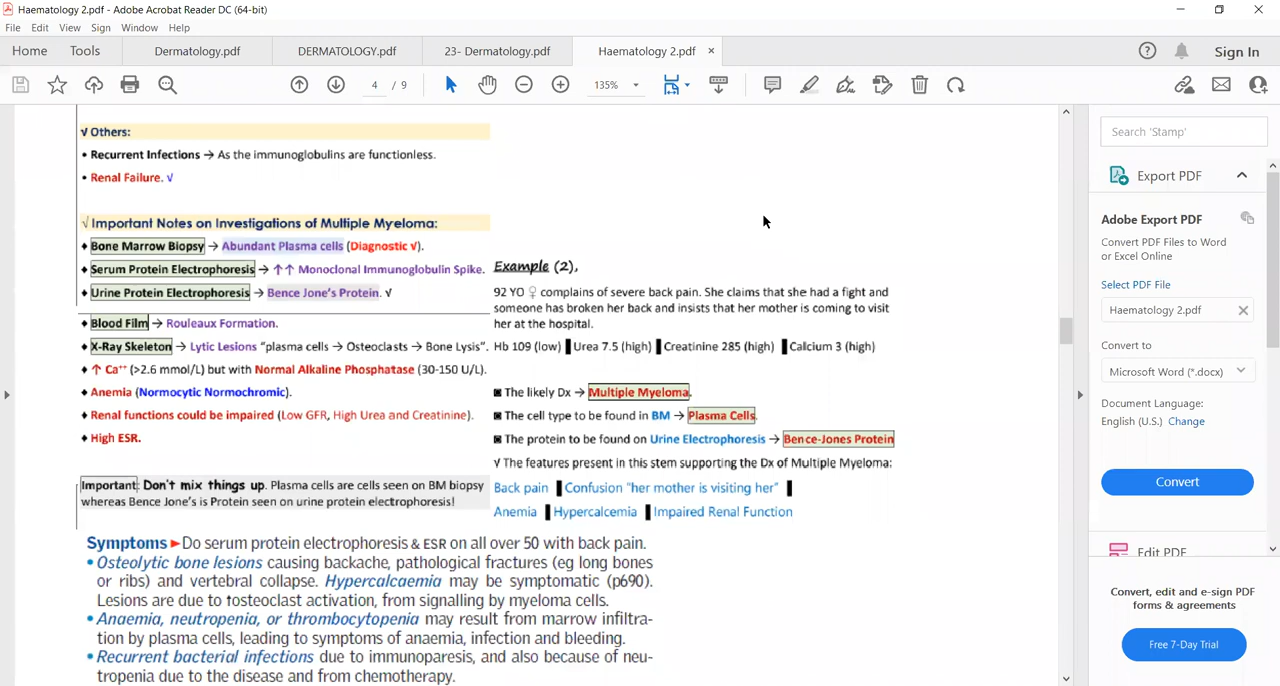 Haematology 2.pdf - Adobe Acrobat Reader DC (64-bit)
File Edit View Sign Window Help
Home Tools Dermatology.pdf DERMATOLOGY.pdf 23- Dermatology.pdf Haematology 2.pdf × Sign In
4 / 9 135%
√ Others:
• Recurrent Infections → As the immunoglobulins are functionless.
• Renal Failure. √
√ Important Notes on Investigations of Multiple Myeloma:
♦ Bone Marrow Biopsy → Abundant Plasma cells (Diagnostic √).
♦ Serum Protein Electrophoresis → ↑↑ Monoclonal Immunoglobulin Spike.
♦ Urine Protein Electrophoresis → Bence Jone's Protein. √
♦ Blood Film → Rouleaux Formation.
♦ X-Ray Skeleton → Lytic Lesions "plasma cells → Osteoclasts → Bone Lysis".
♦ ↑ Ca⁺⁺ (>2.6 mmol/L) but with Normal Alkaline Phosphatase (30-150 U/L).
♦ Anemia (Normocytic Normochromic).
♦ Renal functions could be impaired (Low GFR, High Urea and Creatinine).
♦ High ESR.
Important: Don't mix things up. Plasma cells are cells seen on BM biopsy
whereas Bence Jone's is Protein seen on urine protein electrophoresis!
Example (2),
92 YO ♀ complains of severe back pain. She claims that she had a fight and
someone has broken her back and insists that her mother is coming to visit
her at the hospital.
Hb 109 (low) ▌Urea 7.5 (high) ▌Creatinine 285 (high) ▌Calcium 3 (high)
◙ The likely Dx → Multiple Myeloma.
◙ The cell type to be found in BM → Plasma Cells.
◙ The protein to be found on Urine Electrophoresis → Bence-Jones Protein
√ The features present in this stem supporting the Dx of Multiple Myeloma:
Back pain ▌Confusion "her mother is visiting her" ▌
Anemia ▌Hypercalcemia ▌Impaired Renal Function
Symptoms ►Do serum protein electrophoresis & ESR on all over 50 with back pain.
• Osteolytic bone lesions causing backache, pathological fractures (eg long bones
or ribs) and vertebral collapse. Hypercalcaemia may be symptomatic (p690).
Lesions are due to ↑osteoclast activation, from signalling by myeloma cells.
• Anaemia, neutropenia, or thrombocytopenia may result from marrow infiltra-
tion by plasma cells, leading to symptoms of anaemia, infection and bleeding.
• Recurrent bacterial infections due to immunoparesis, and also because of neu-
tropenia due to the disease and from chemotherapy.
Search 'Stamp'
Export PDF
Adobe Export PDF
Convert PDF Files to Word
or Excel Online
Select PDF File
Haematology 2.pdf
Convert to
Microsoft Word (*.docx)
Document Language:
English (U.S.) Change
Convert
Edit PDF
Convert, edit and e-sign PDF
forms & agreements
Free 7-Day Trial